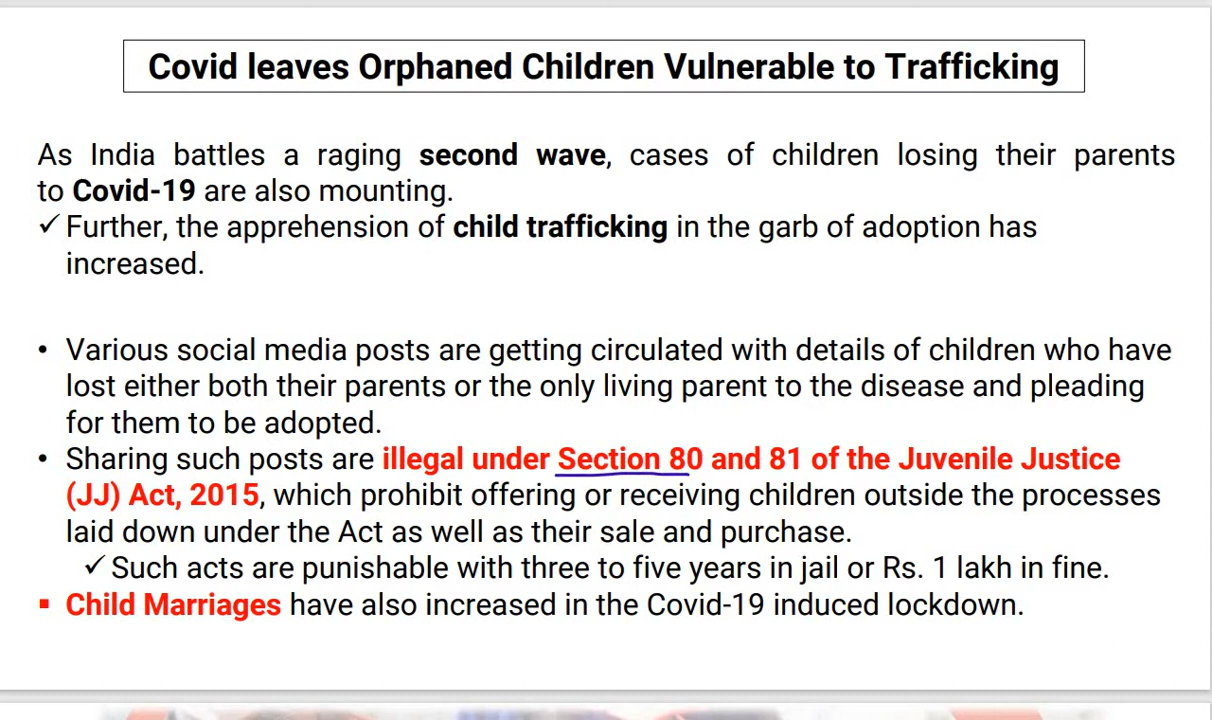 Covid leaves Orphaned Children Vulnerable to Trafficking
As India battles a raging second wave, cases of children losing their parents
to Covid-19 are also mounting.
✓ Further, the apprehension of child trafficking in the garb of adoption has
increased.
• Various social media posts are getting circulated with details of children who have
lost either both their parents or the only living parent to the disease and pleading
for them to be adopted.
• Sharing such posts are illegal under Section 80 and 81 of the Juvenile Justice
(JJ) Act, 2015, which prohibit offering or receiving children outside the processes
laid down under the Act as well as their sale and purchase.
✓ Such acts are punishable with three to five years in jail or Rs. 1 lakh in fine.
▪ Child Marriages have also increased in the Covid-19 induced lockdown.